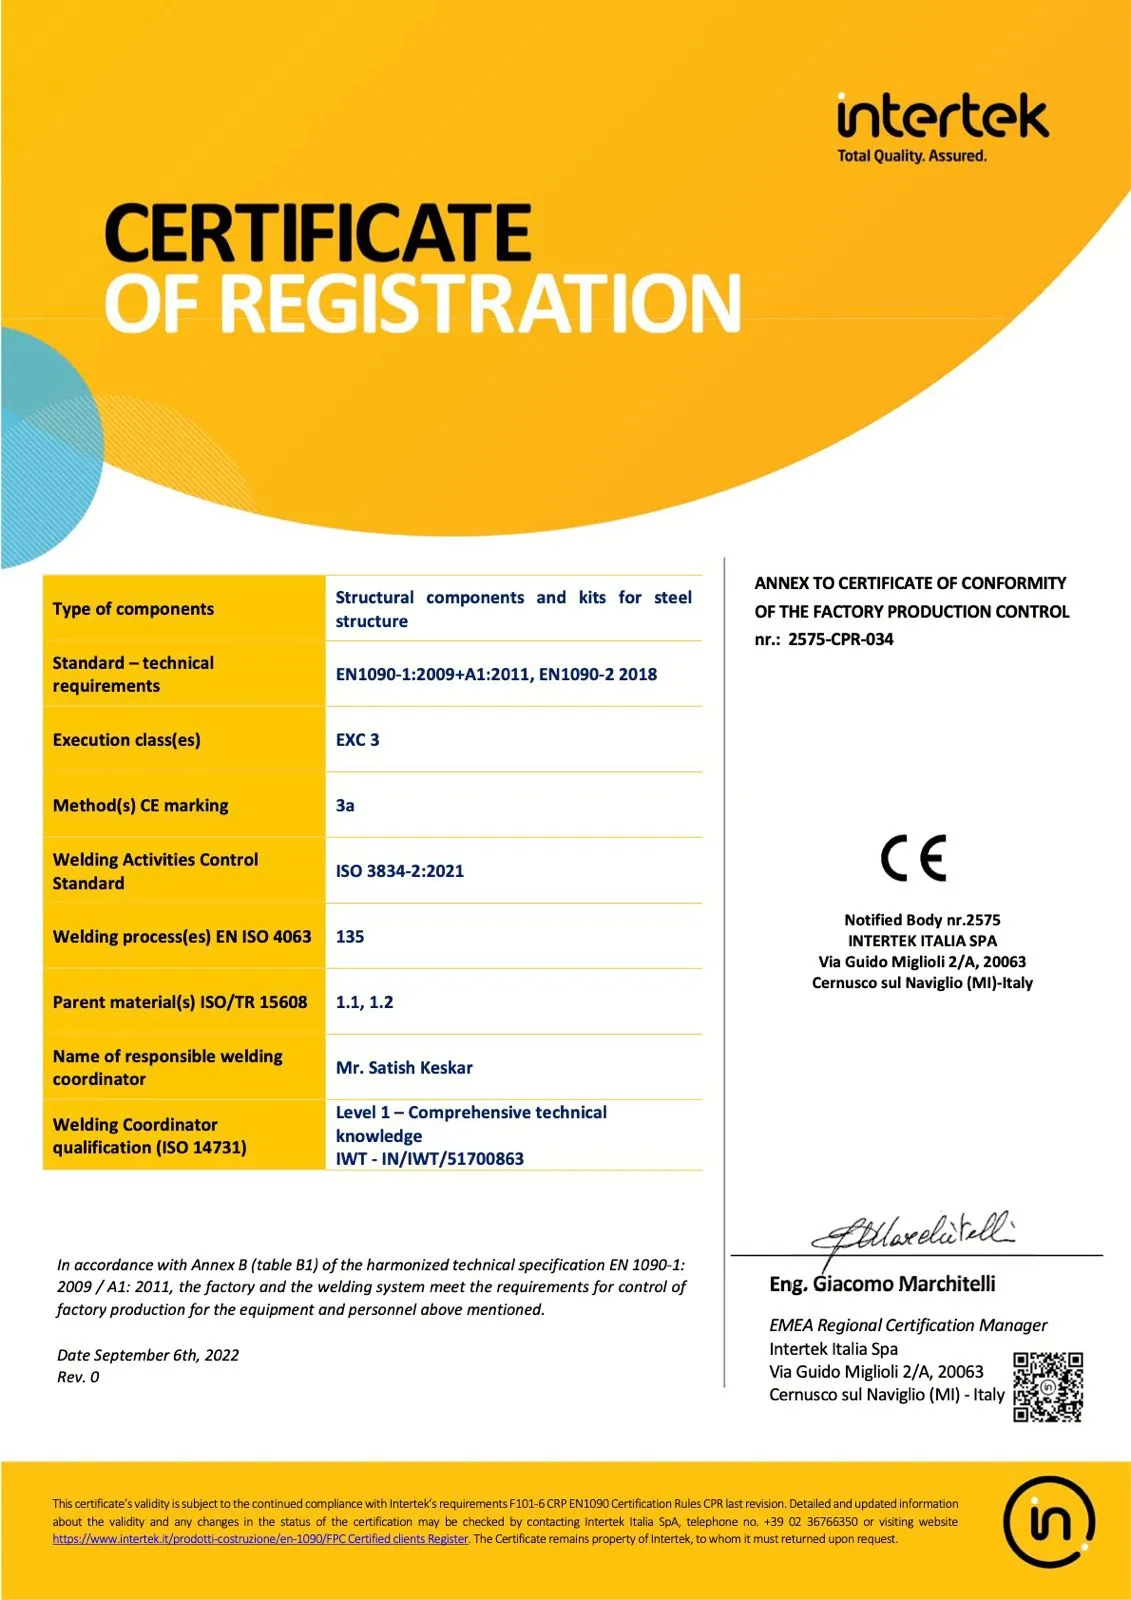 intertek
Total Quality. Assured.
CERTIFICATE
OF REGISTRATION
Type of components
Structural components and kits for steel
structure
Standard – technical
requirements
EN1090-1:2009+A1:2011, EN1090-2 2018
Execution class(es)
EXC 3
Method(s) CE marking
3a
Welding Activities Control
Standard
ISO 3834-2:2021
Welding process(es) EN ISO 4063
135
Parent material(s) ISO/TR 15608
1.1, 1.2
Name of responsible welding
coordinator
Mr. Satish Keskar
Welding Coordinator
qualification (ISO 14731)
Level 1 – Comprehensive technical
knowledge
IWT - IN/IWT/51700863
In accordance with Annex B (table B1) of the harmonized technical specification EN 1090-1:
2009 / A1: 2011, the factory and the welding system meet the requirements for control of
factory production for the equipment and personnel above mentioned.
Date September 6th, 2022
Rev. 0
ANNEX TO CERTIFICATE OF CONFORMITY
OF THE FACTORY PRODUCTION CONTROL
nr.: 2575-CPR-034
CE
Notified Body nr.2575
INTERTEK ITALIA SPA
Via Guido Miglioli 2/A, 20063
Cernusco sul Naviglio (MI)-Italy
Eng. Giacomo Marchitelli
EMEA Regional Certification Manager
Intertek Italia Spa
Via Guido Miglioli 2/A, 20063
Cernusco sul Naviglio (MI) - Italy
in
This certificate's validity is subject to the continued compliance with Intertek's requirements F101-6 CRP EN1090 Certification Rules CPR last revision. Detailed and updated information
about the validity and any changes in the status of the certification may be checked by contacting Intertek Italia SpA, telephone no. +39 02 36766350 or visiting website
https://www.intertek.it/prodotti-costruzione/en-1090/FPC Certified clients Register. The Certificate remains property of Intertek, to whom it must returned upon request.
in